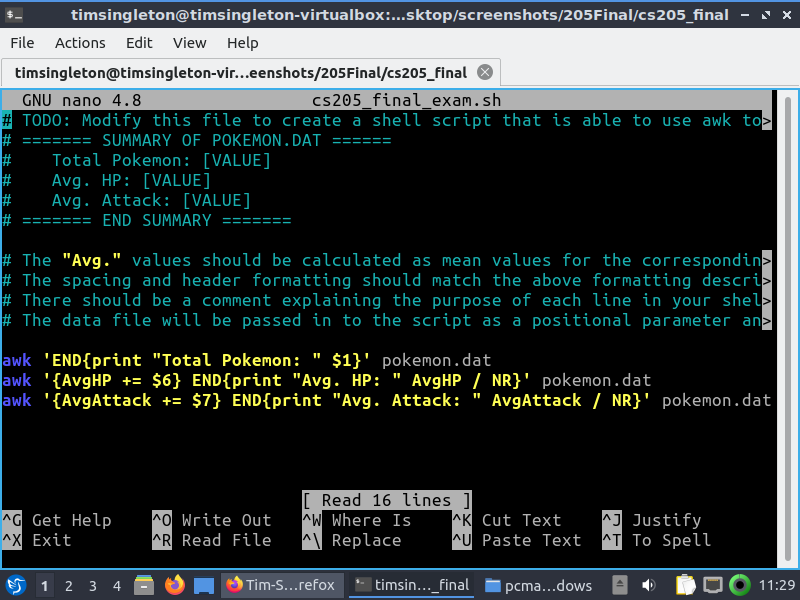 timsingleton@timsingleton-virtualbox:...sktop/screenshots/205Final/cs205_final
File Actions Edit View Help
timsingleton@timsingleton-vir...eenshots/205Final/cs205_final
GNU nano 4.8 cs205_final_exam.sh
# TODO: Modify this file to create a shell script that is able to use awk to>
# ======= SUMMARY OF POKEMON.DAT ======
#    Total Pokemon: [VALUE]
#    Avg. HP: [VALUE]
#    Avg. Attack: [VALUE]
# ======= END SUMMARY =======
# The "Avg." values should be calculated as mean values for the correspondin>
# The spacing and header formatting should match the above formatting descri>
# There should be a comment explaining the purpose of each line in your shel>
# The data file will be passed in to the script as a positional parameter an>
awk 'END{print "Total Pokemon: " $1}' pokemon.dat
awk '{AvgHP += $6} END{print "Avg. HP: " AvgHP / NR}' pokemon.dat
awk '{AvgAttack += $7} END{print "Avg. Attack: " AvgAttack / NR}' pokemon.dat
[ Read 16 lines ]
^G Get Help ^O Write Out ^W Where Is ^K Cut Text ^J Justify
^X Exit ^R Read File ^\ Replace ^U Paste Text ^T To Spell
1 2 3 4 Tim-S...refox timsin..._final pcma...dows 11:29